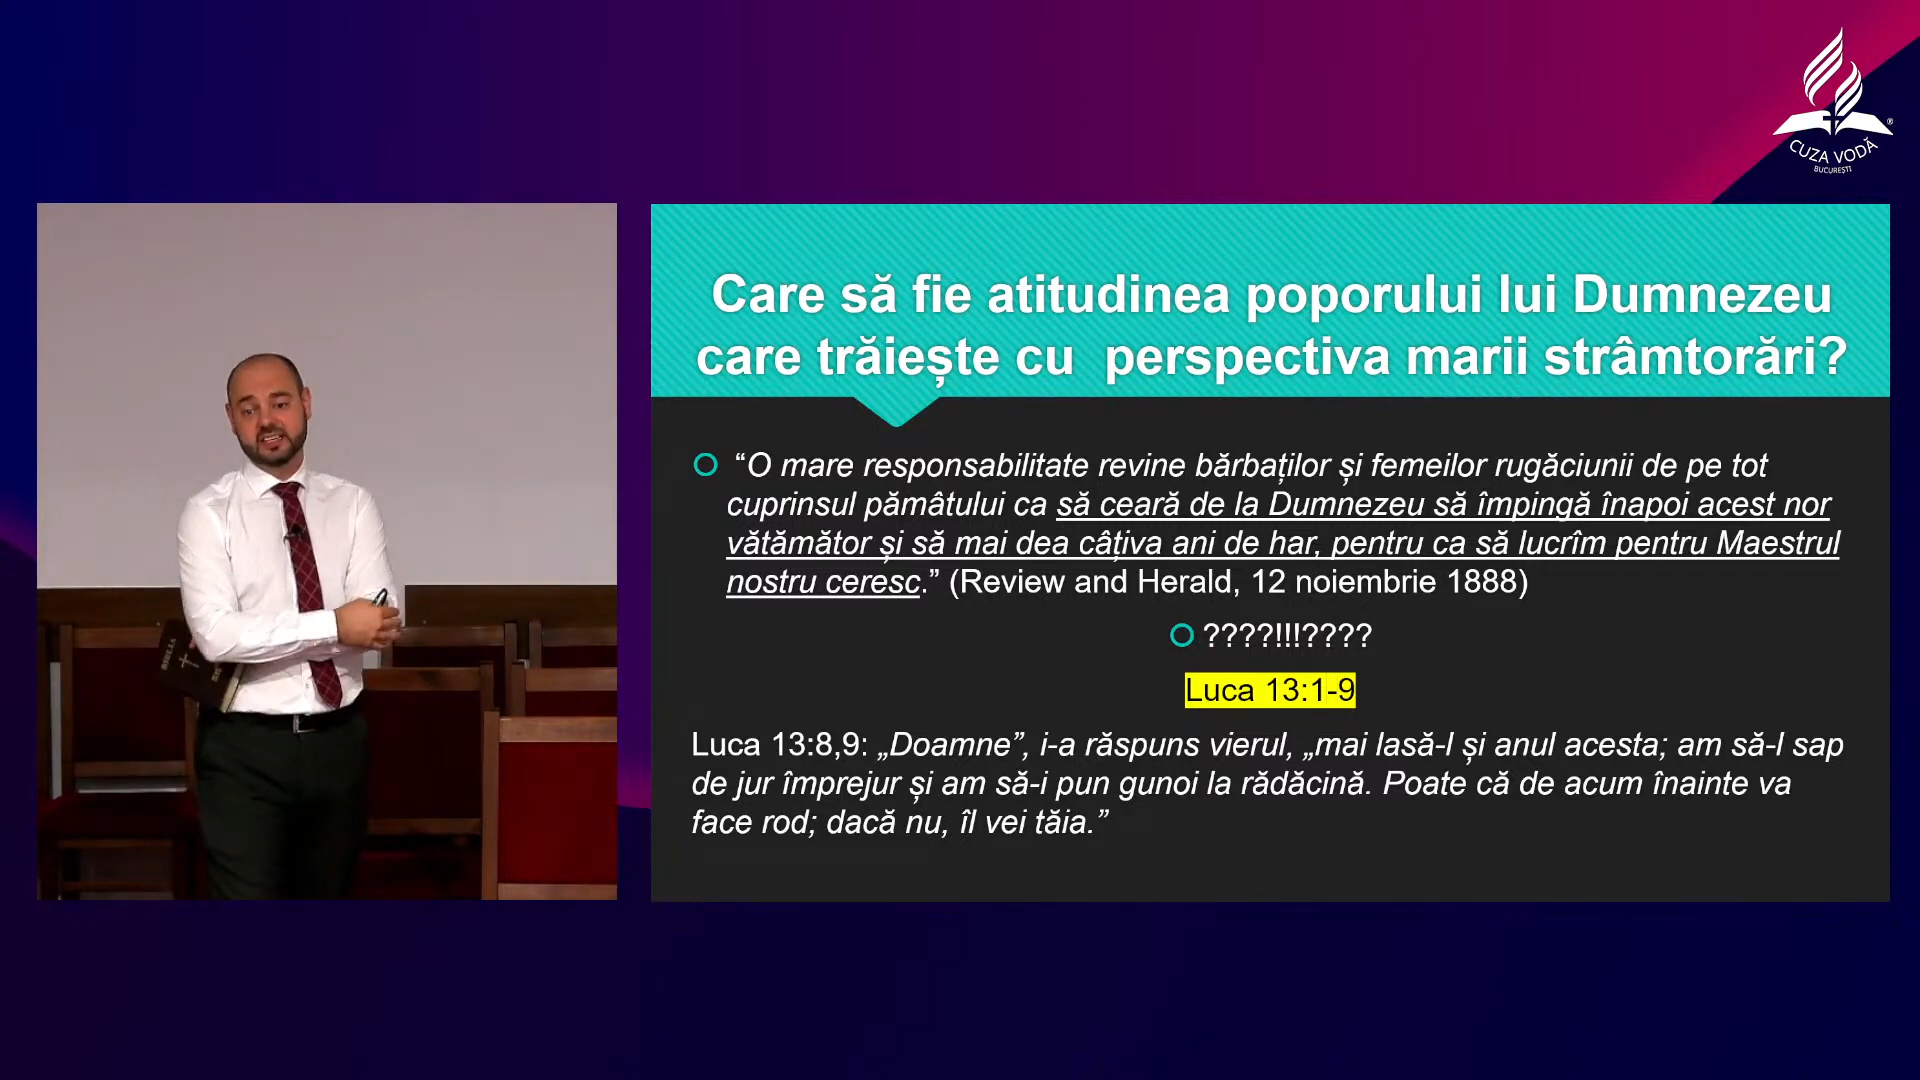 CUZA VODĂ
BUCUREȘTI
Care să fie atitudinea poporului lui Dumnezeu
care trăiește cu  perspectiva marii strâmtorări?
“O mare responsabilitate revine bărbaților și femeilor rugăciunii de pe tot
cuprinsul pământului ca să ceară de la Dumnezeu să împingă înapoi acest nor
vătămător și să mai dea câțiva ani de har, pentru ca să lucrîm pentru Maestrul
nostru ceresc.” (Review and Herald, 12 noiembrie 1888)
????!!!????
Luca 13:1-9
Luca 13:8,9: „Doamne”, i-a răspuns vierul, „mai lasă-l și anul acesta; am să-l sap
de jur împrejur și am să-i pun gunoi la rădăcină. Poate că de acum înainte va
face rod; dacă nu, îl vei tăia.”
BIBLIA